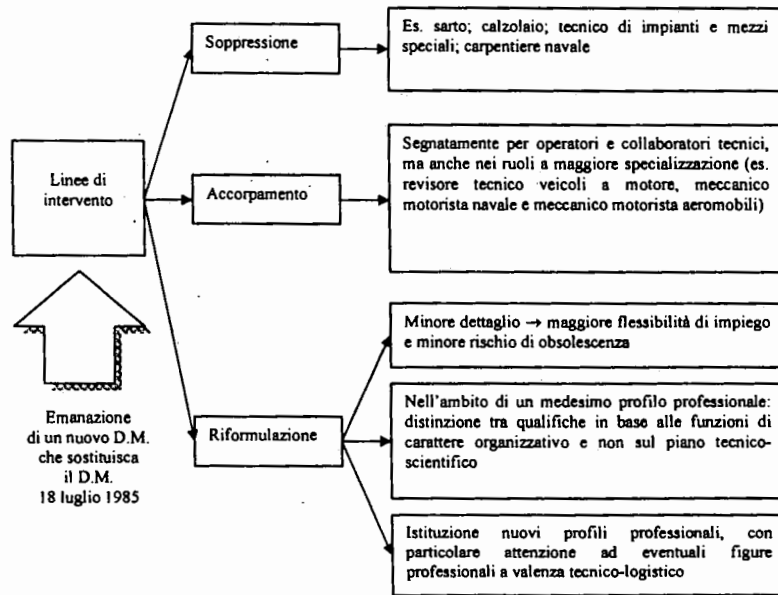 Soppressione
Es. sarto; calzolaio; tecnico di impianti e mezzi
speciali; carpentiere navale
Linee di
intervento
Accorpamento
Segnatamente per operatori e collaboratori tecnici,
ma anche nei ruoli a maggiore specializzazione (es.
revisore tecnico veicoli a motore, meccanico
motorista navale e meccanico motorista aeromobili)
Emanazione
di un nuovo D.M.
che sostituisca
il D.M.
18 luglio 1985
Riformulazione
Minore dettaglio → maggiore flessibilità di impiego
e minore rischio di obsolescenza
Nell'ambito di un medesimo profilo professionale:
distinzione tra qualifiche in base alle funzioni di
carattere organizzativo e non sul piano tecnico-
scientifico
Istituzione nuovi profili professionali, con
particolare attenzione ad eventuali figure
professionali a valenza tecnico-logistico